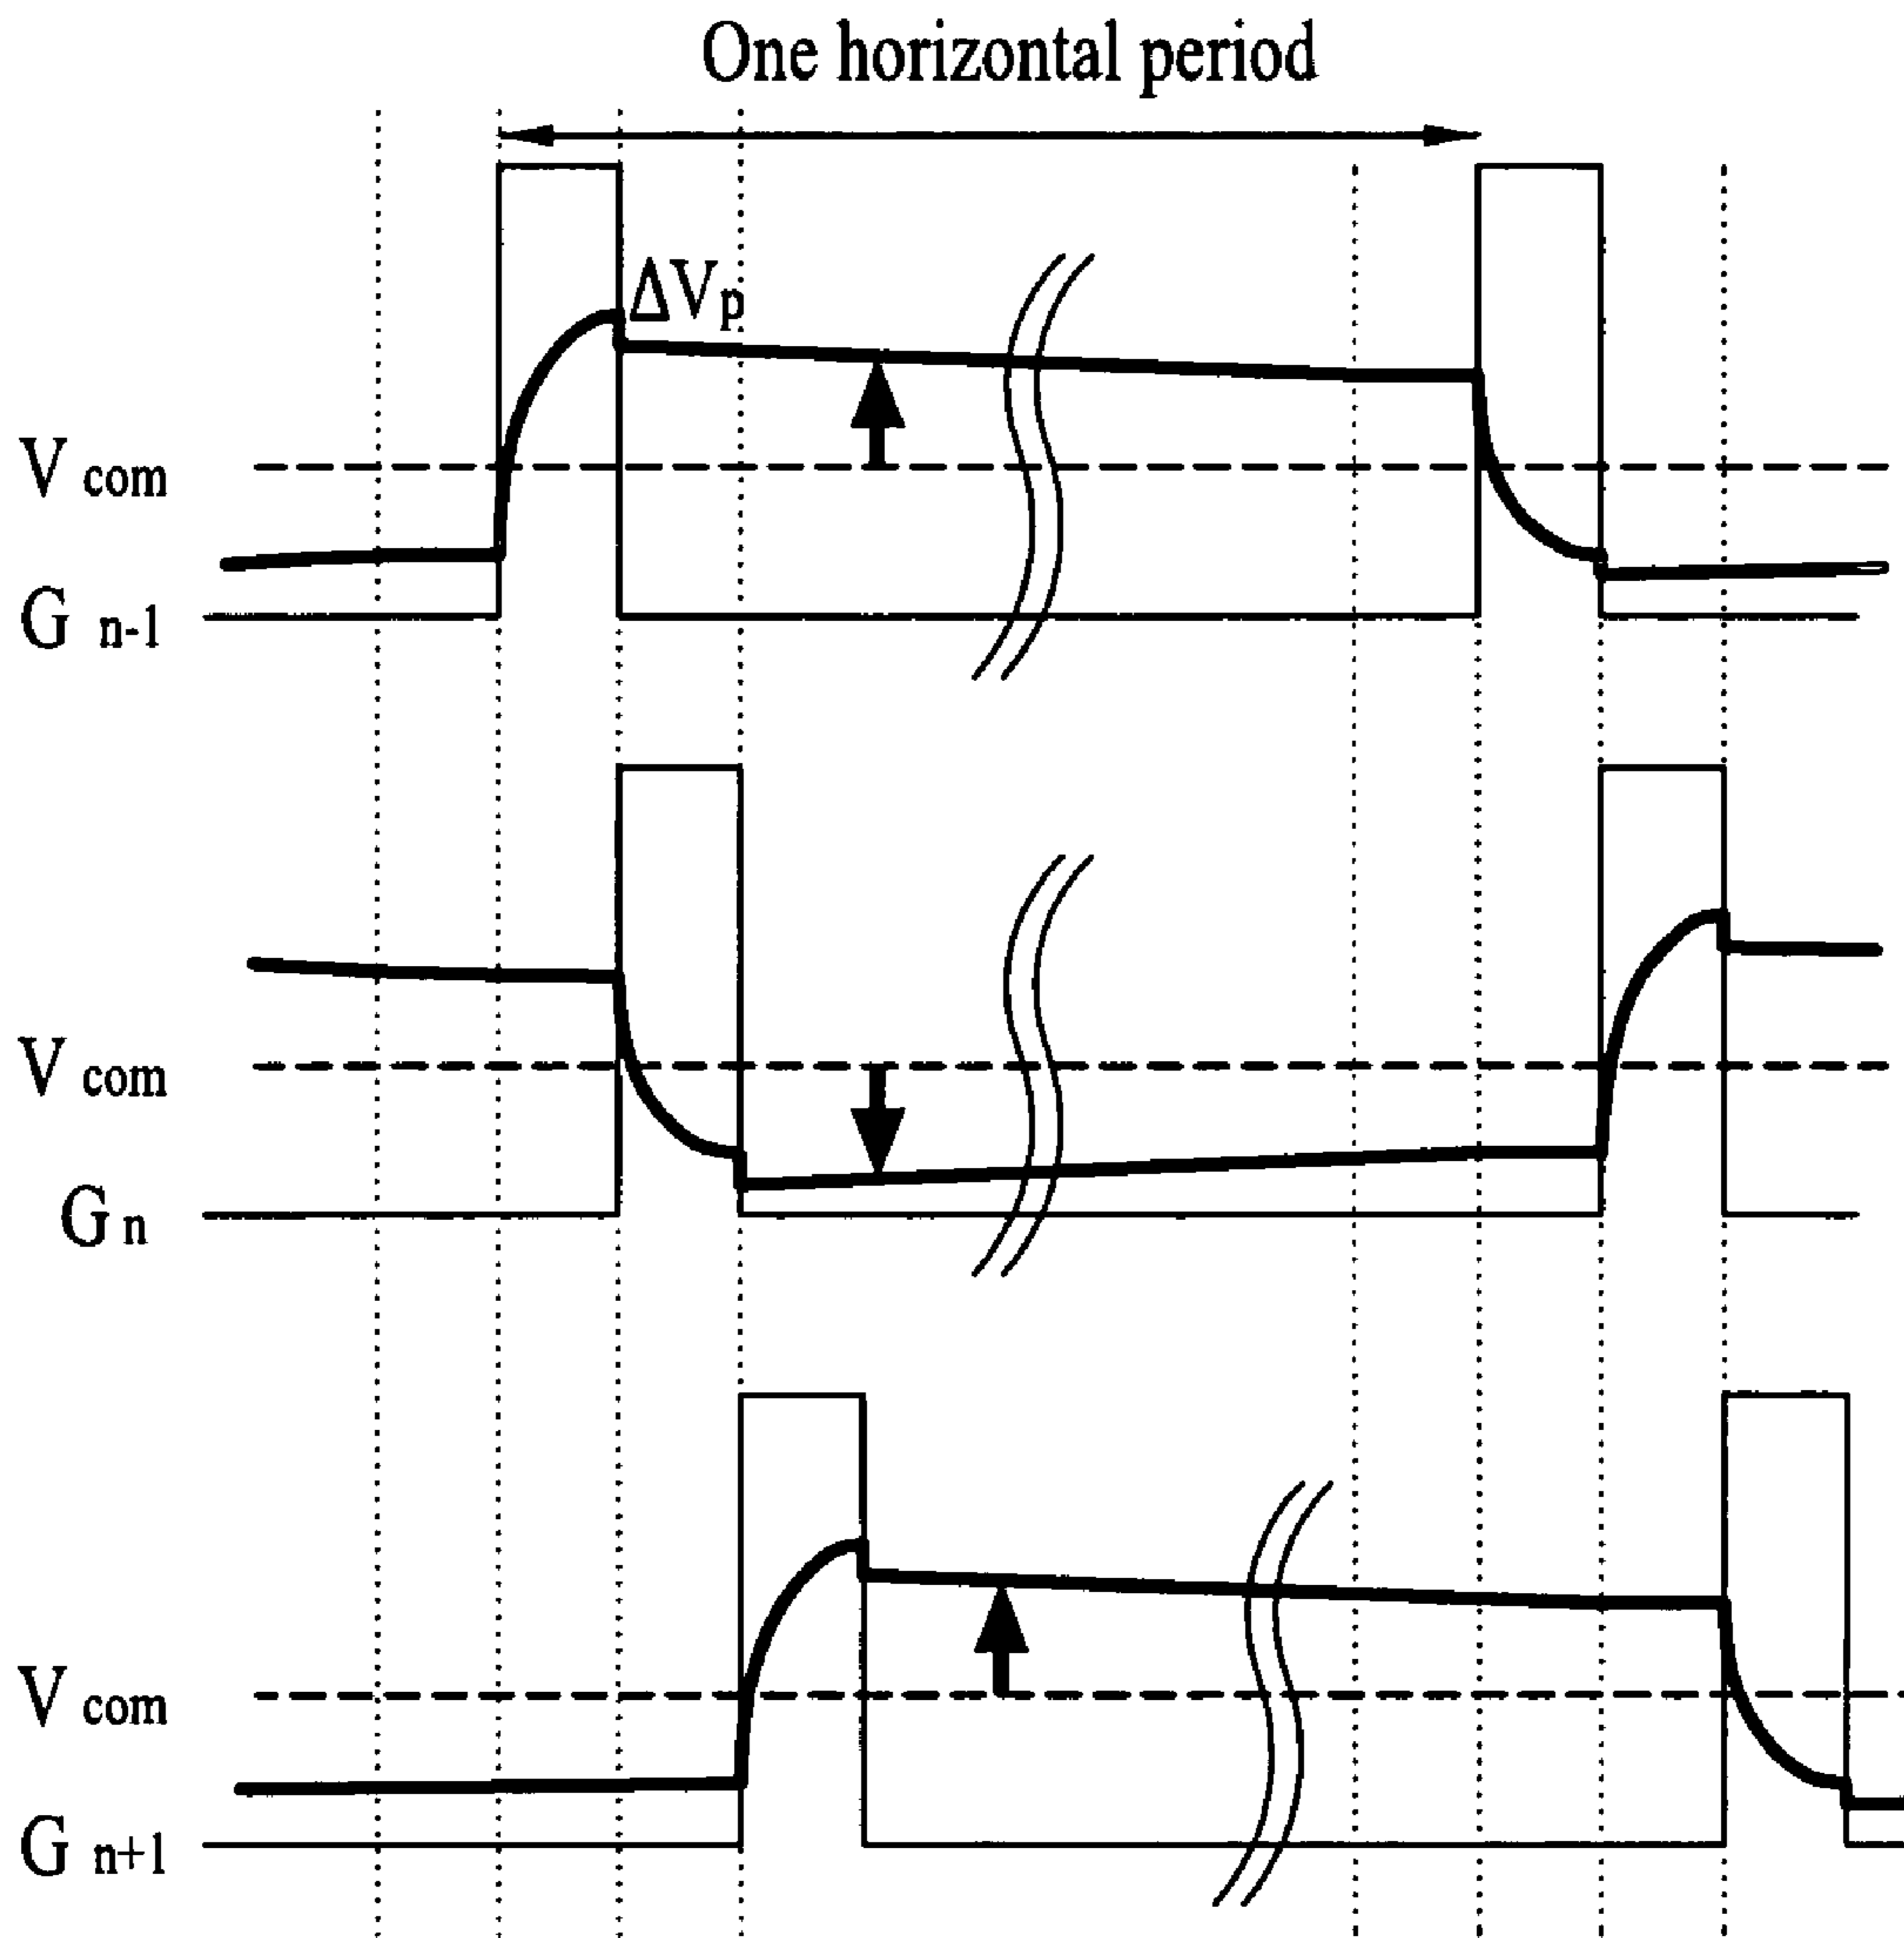 One horizontal period
ΔVp
V com
G n-1
V com
G n
V com
G n+1